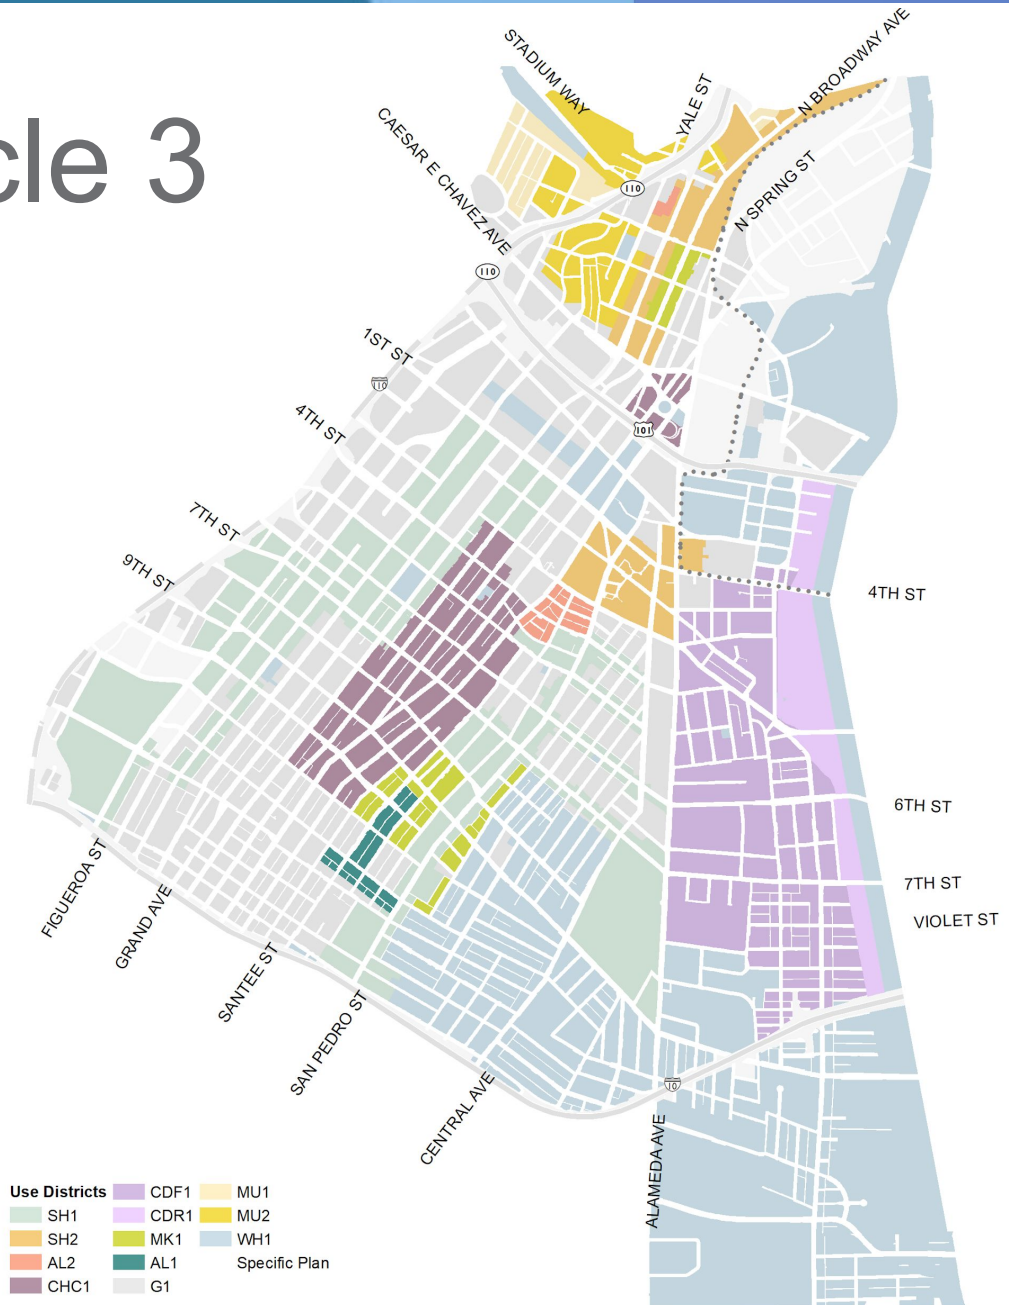 cle 3
STADIUM WAY
N BROADWAY AVE
YALE ST
CAESAR E CHAVEZ AVE
N SPRING ST
110
110
1ST ST
110
4TH ST
101
7TH ST
9TH ST
4TH ST
6TH ST
7TH ST
VIOLET ST
FIGUEROA ST
GRAND AVE
SANTEE ST
SAN PEDRO ST
CENTRAL AVE
10
ALAMEDA AVE
Use Districts
SH1
SH2
AL2
CHC1
CDF1
CDR1
MK1
AL1
G1
MU1
MU2
WH1
Specific Plan